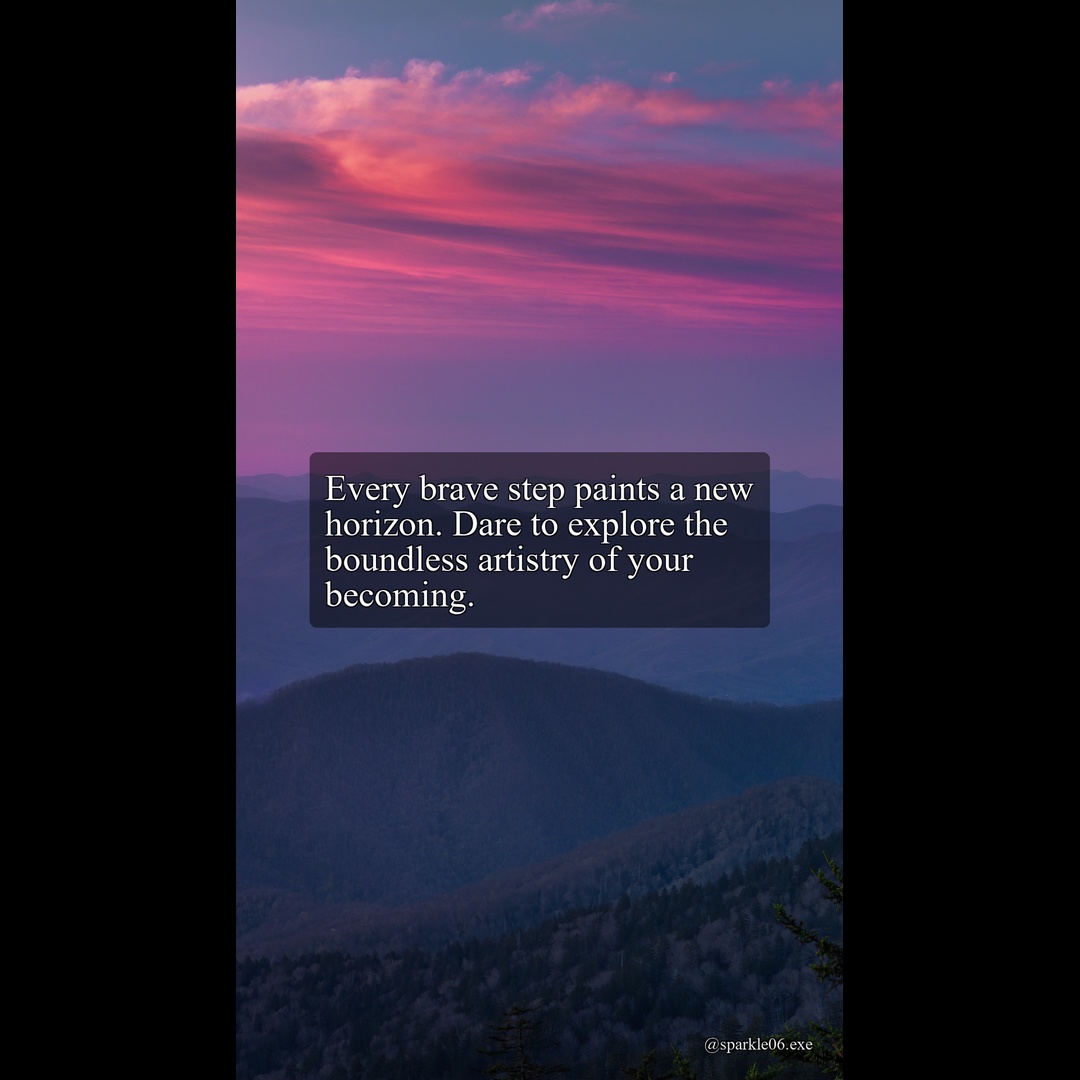 Every brave step paints a new
horizon. Dare to explore the
boundless artistry of your
becoming.
@sparkle06.exe